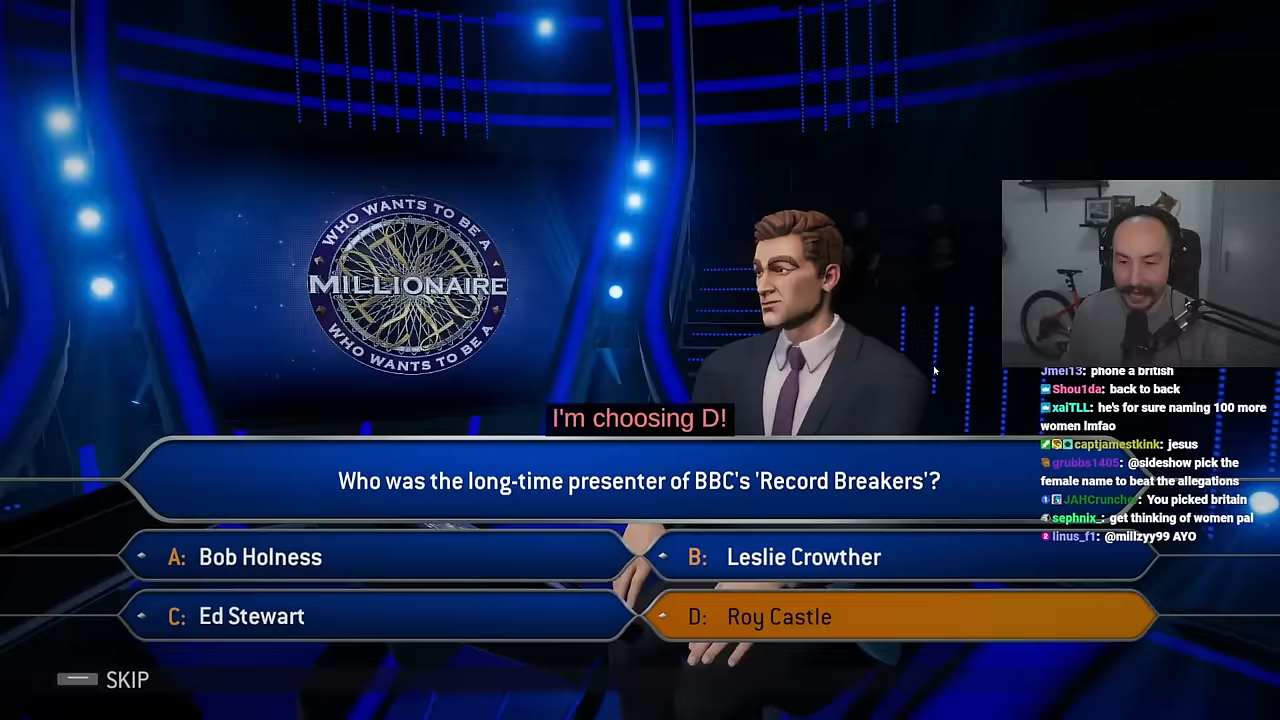 WHO WANTS TO BE A
MILLIONAIRE
WHO WANTS TO BE A
I'm choosing D!
Who was the long-time presenter of BBC's 'Record Breakers'?
A: Bob Holness
B: Leslie Crowther
C: Ed Stewart
D: Roy Castle
SKIP
Jmei13: phone a british
Shou1da: back to back
xaiTLL: he's for sure naming 100 more
women lmfao
captjamestkink: jesus
grubbs1405: @sideshow pick the
female name to beat the allegations
JAHCruncher: You picked britain
sephnix_: get thinking of women pal
linus_f1: @millzyy99 AYO